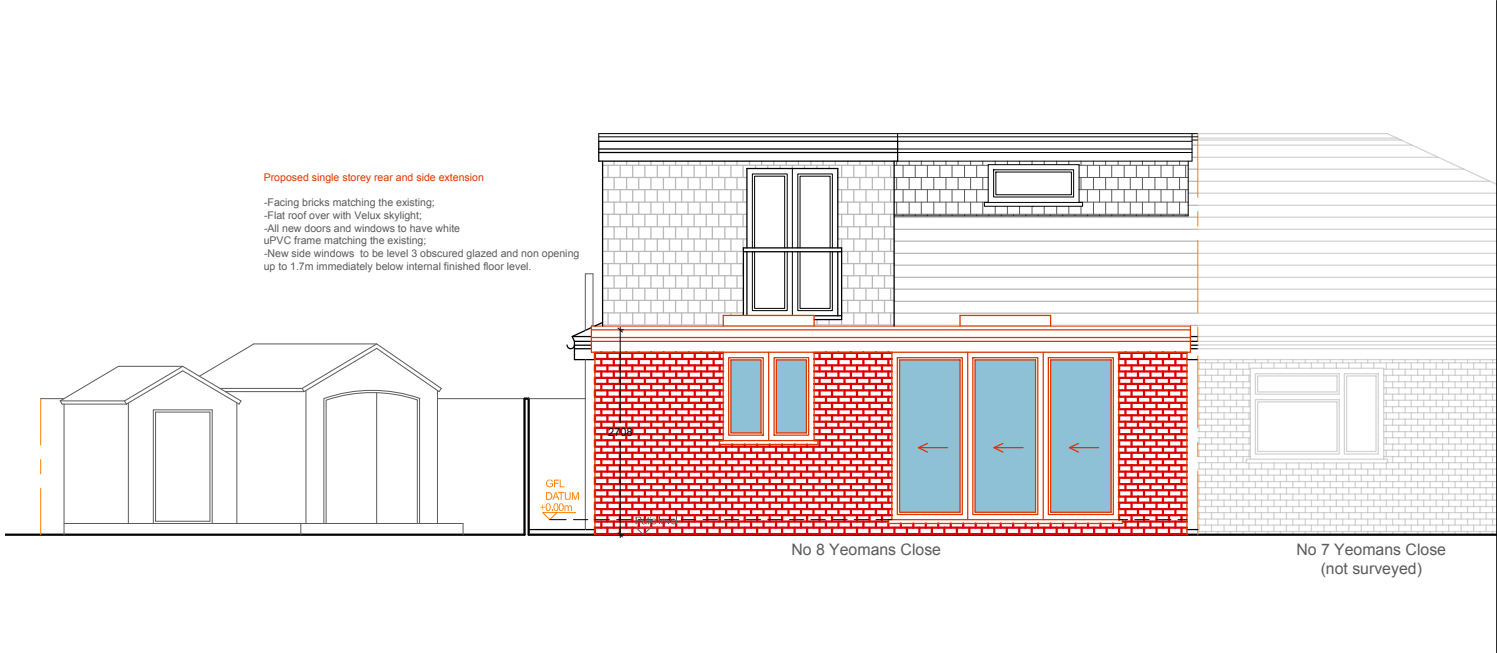 Proposed single storey rear and side extension
-Facing bricks matching the existing;
-Flat roof over with Velux skylight;
-All new doors and windows to have white
uPVC frame matching the existing;
-New side windows to be level 3 obscured glazed and non opening
up to 1.7m immediately below internal finished floor level.
2708
GFL
DATUM
+0.00m
No 8 Yeomans Close
No 7 Yeomans Close
(not surveyed)